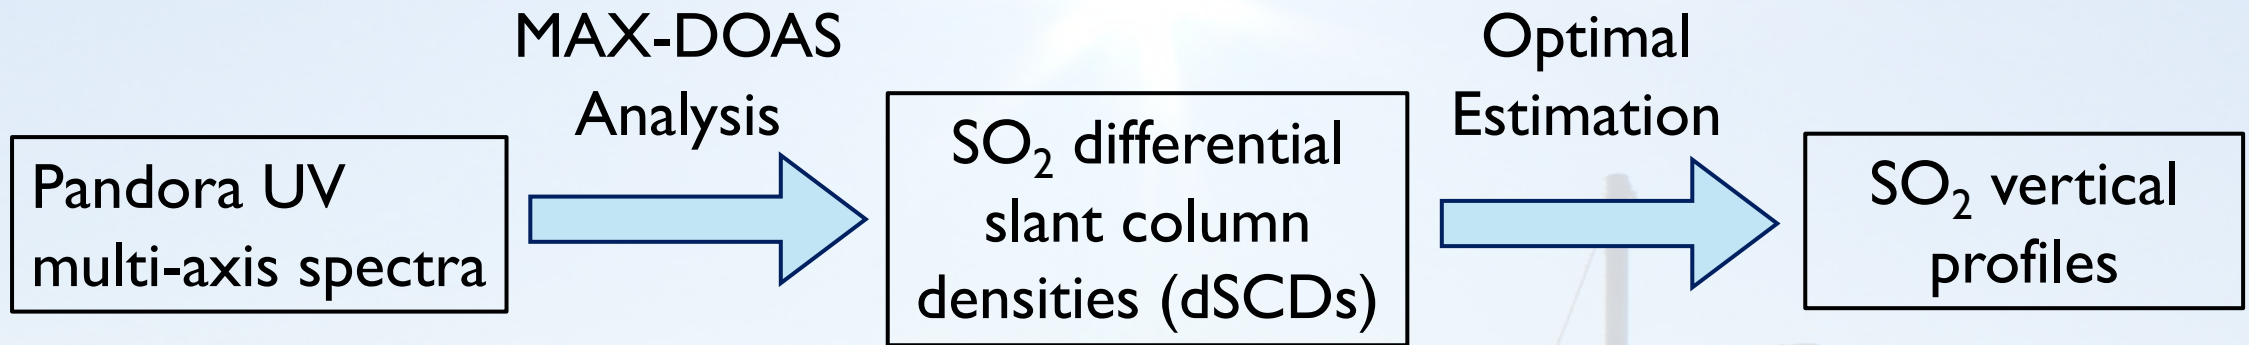 MAX-DOAS
Analysis
Optimal
Estimation
Pandora UV
multi-axis spectra
SO₂ differential
slant column
densities (dSCDs)
SO₂ vertical
profiles